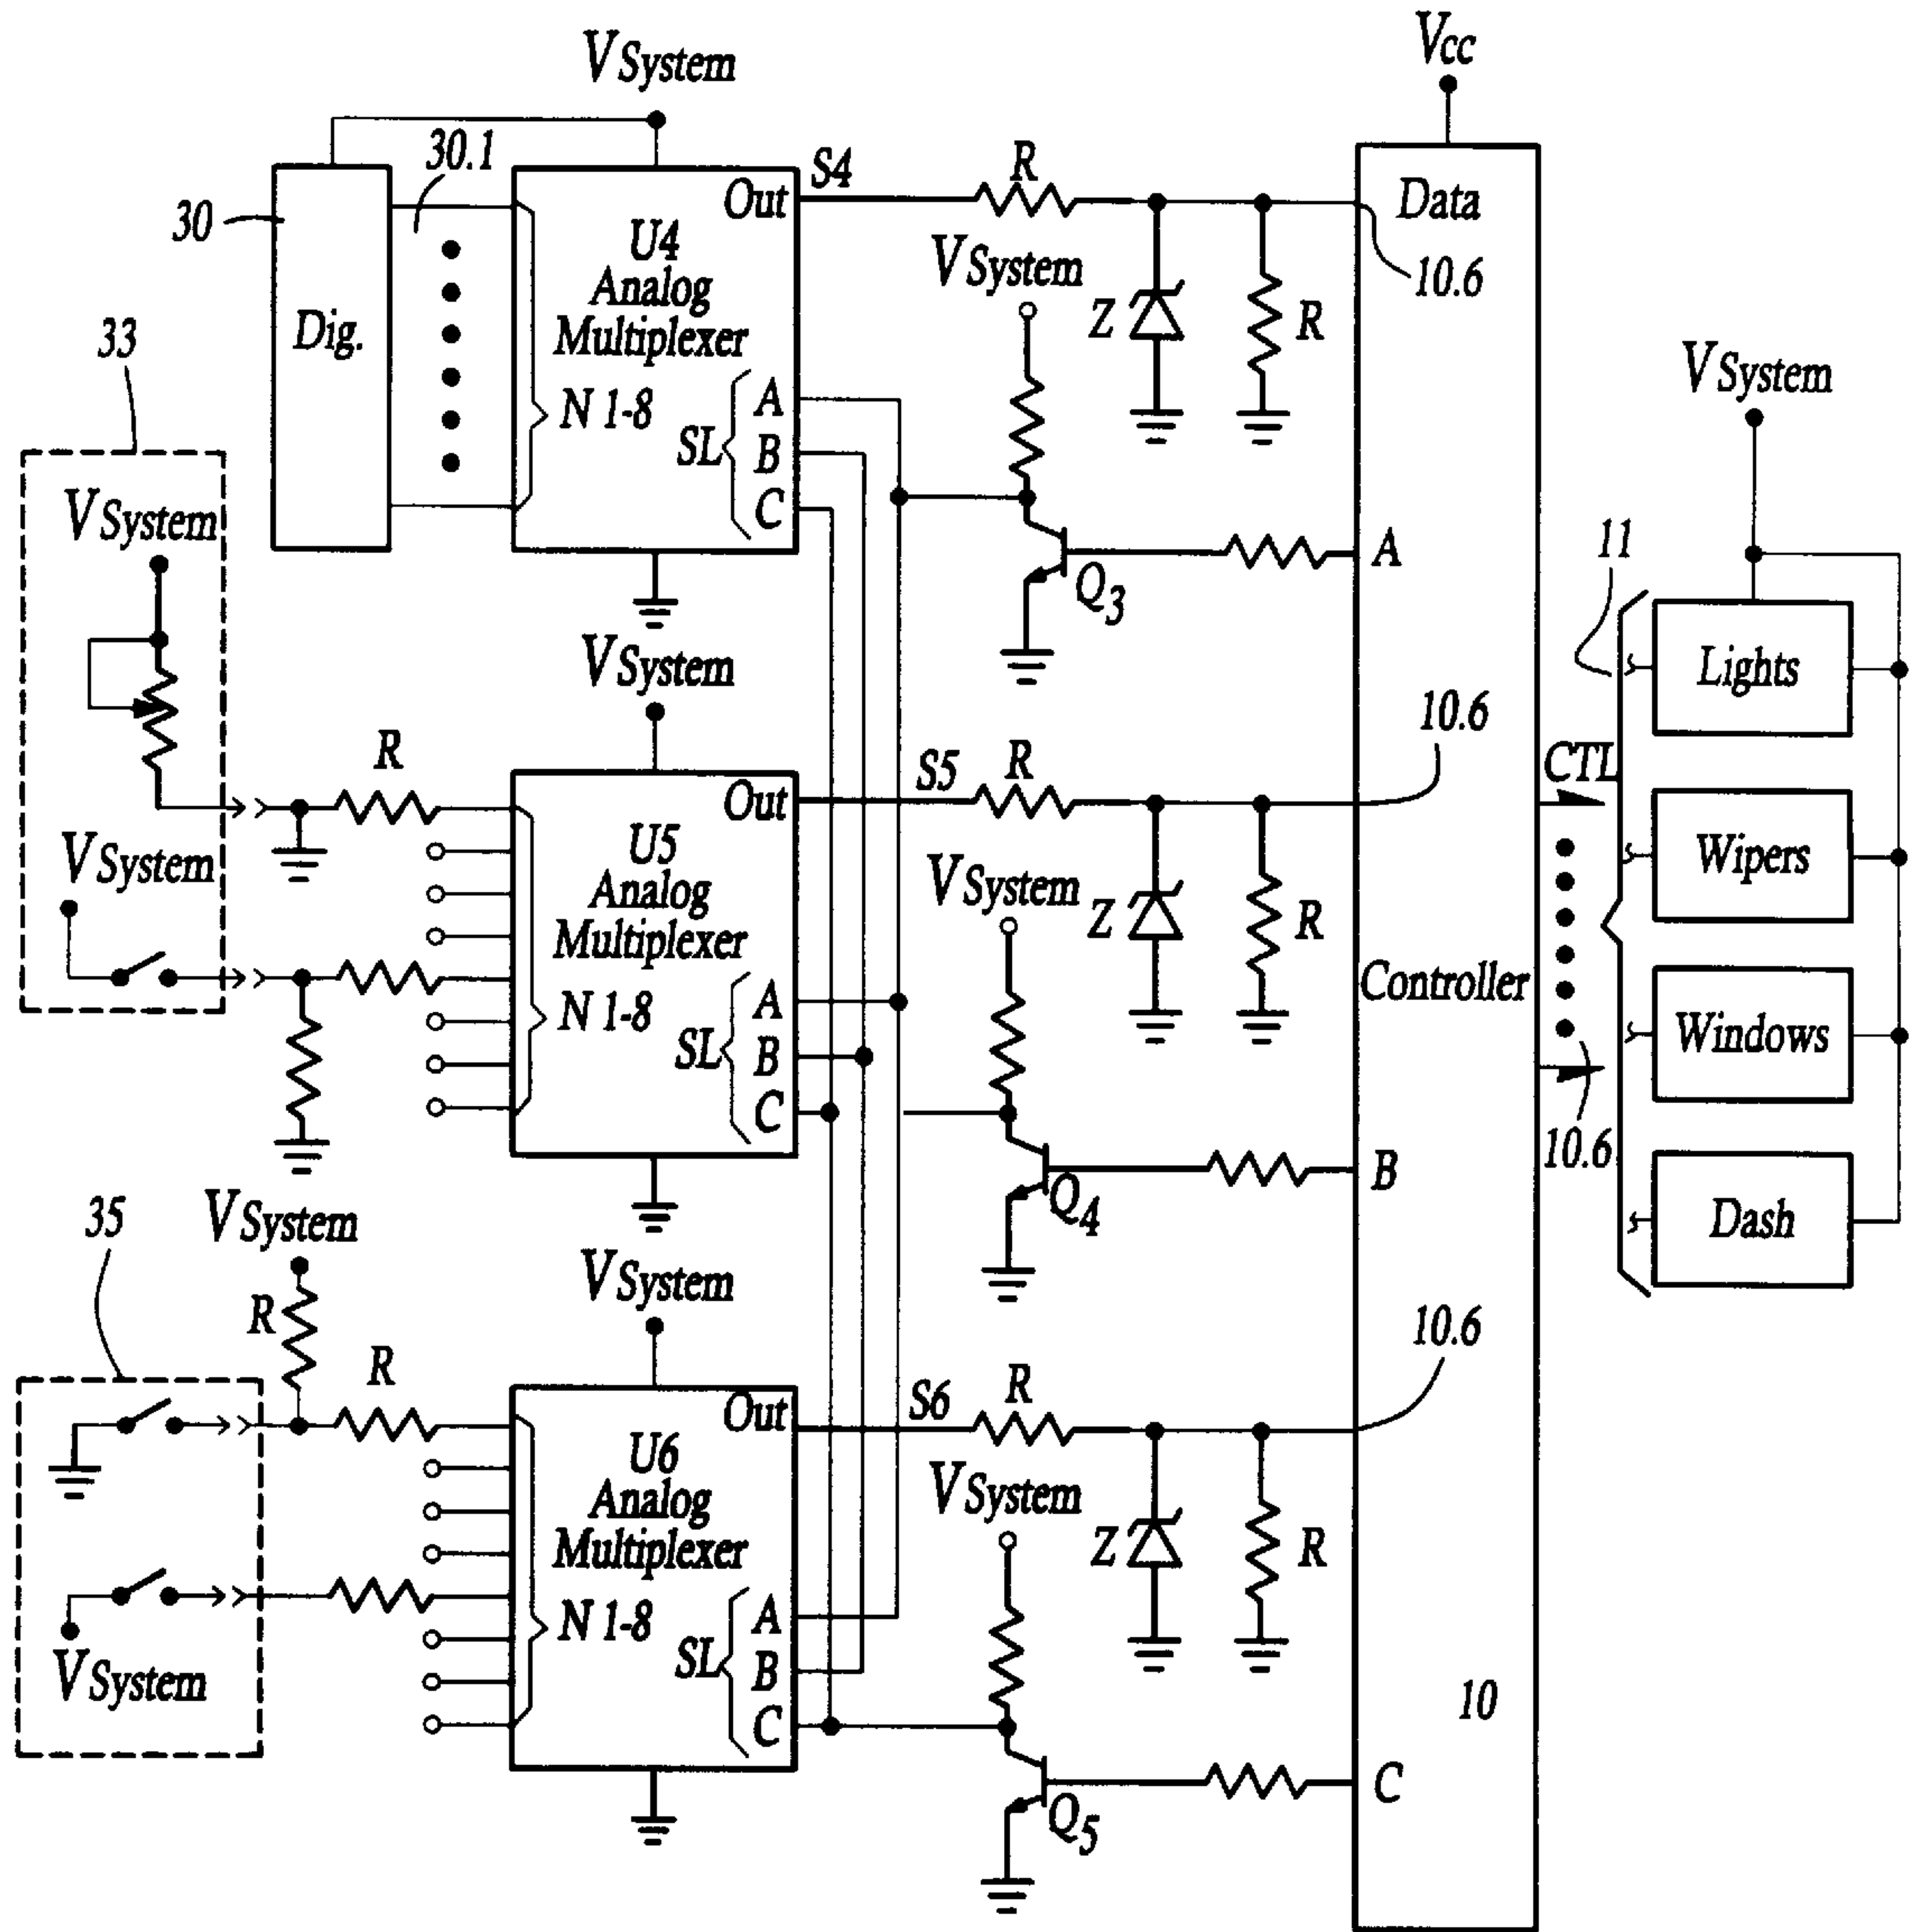 VSystem
Vcc
30
30.1
Dig.
U4
Analog
Multiplexer
N 1-8
Out
SL
A
B
C
S4
R
VSystem
Z
R
Data
10.6
Q3
A
33
VSystem
VSystem
R
VSystem
U5
Analog
Multiplexer
N 1-8
Out
SL
A
B
C
S5
R
VSystem
Z
R
10.6
Q4
B
Controller
VSystem
11
CTL
10.6
Lights
Wipers
Windows
Dash
35
VSystem
R
R
VSystem
VSystem
U6
Analog
Multiplexer
N 1-8
Out
SL
A
B
C
S6
R
VSystem
Z
R
10.6
Q5
C
10